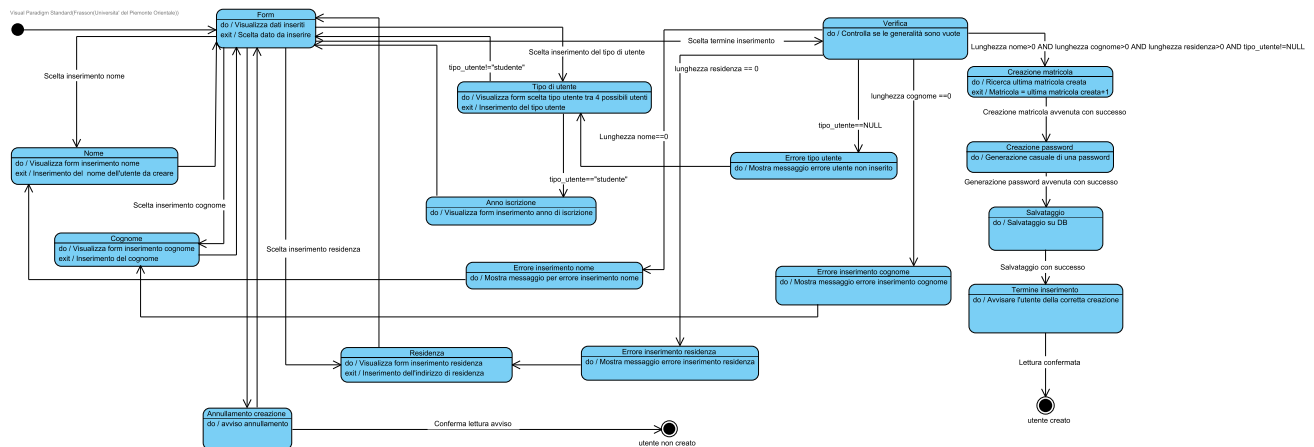 Visual Paradigm Standard(Frasson(Universita' del Piemonte Orientale))
Form
do / Visualizza dati inseriti
exit / Scelta dato da inserire
Verifica
do / Controlla se le generalità sono vuote
Scelta termine inserimento
Lunghezza nome>0 AND lunghezza cognome>0 AND lunghezza residenza>0 AND tipo_utente!=NULL
Scelta inserimento del tipo di utente
tipo_utente!="studente"
lunghezza residenza == 0
Scelta inserimento nome
Creazione matricola
do / Ricerca ultima matricola creata
exit / Matricola = ultima matricola creata+1
Tipo di utente
do / Visualizza form scelta tipo utente tra 4 possibili utenti
exit / Inserimento del tipo utente
lunghezza cognome ==0
Creazione matricola avvenuta con successo
tipo_utente==NULL
Lunghezza nome==0
Nome
do / Visualizza form inserimento nome
exit / Inserimento del nome dell'utente da creare
Errore tipo utente
do / Mostra messaggio errore utente non inserito
Creazione password
do / Generazione casuale di una password
tipo_utente=="studente"
Generazione password avvenuta con successo
Scelta inserimento cognome
Anno iscrizione
do / Visualizza form inserimento anno di iscrizione
Salvataggio
do / Salvataggio su DB
Cognome
do / Visualizza form inserimento cognome
exit / Inserimento del cognome
Scelta inserimento residenza
Errore inserimento nome
do / Mostra messaggio per errore inserimento nome
Errore inserimento cognome
do / Mostra messaggio errore inserimento cognome
Salvataggio con successo
Termine inserimento
do / Avvisare l'utente della corretta creazione
Residenza
do / Visualizza form inserimento residenza
exit / Inserimento dell'indirizzo di residenza
Errore inserimento residenza
do / Mostra messaggio errore inserimento residenza
Lettura confermata
utente creato
Annullamento creazione
do / avviso annullamento
Conferma lettura avviso
utente non creato